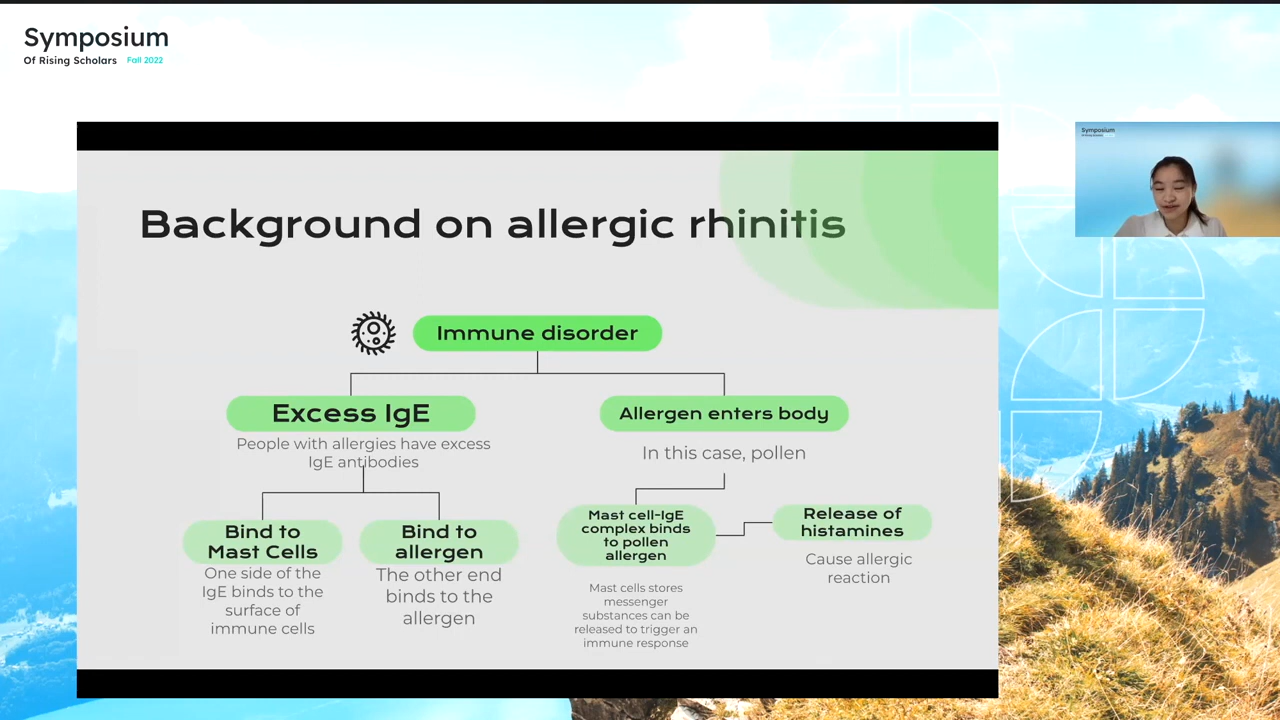 Symposium
Of Rising Scholars Fall 2022
Symposium
Background on allergic rhinitis
Immune disorder
Excess IgE
People with allergies have excess
IgE antibodies
Allergen enters body
In this case, pollen
Bind to
Mast Cells
One side of the
IgE binds to the
surface of
immune cells
Bind to
allergen
The other end
binds to the
allergen
Mast cell-IgE
complex binds
to pollen
allergen
Mast cells stores
messenger
substances can be
released to trigger an
immune response
Release of
histamines
Cause allergic
reaction